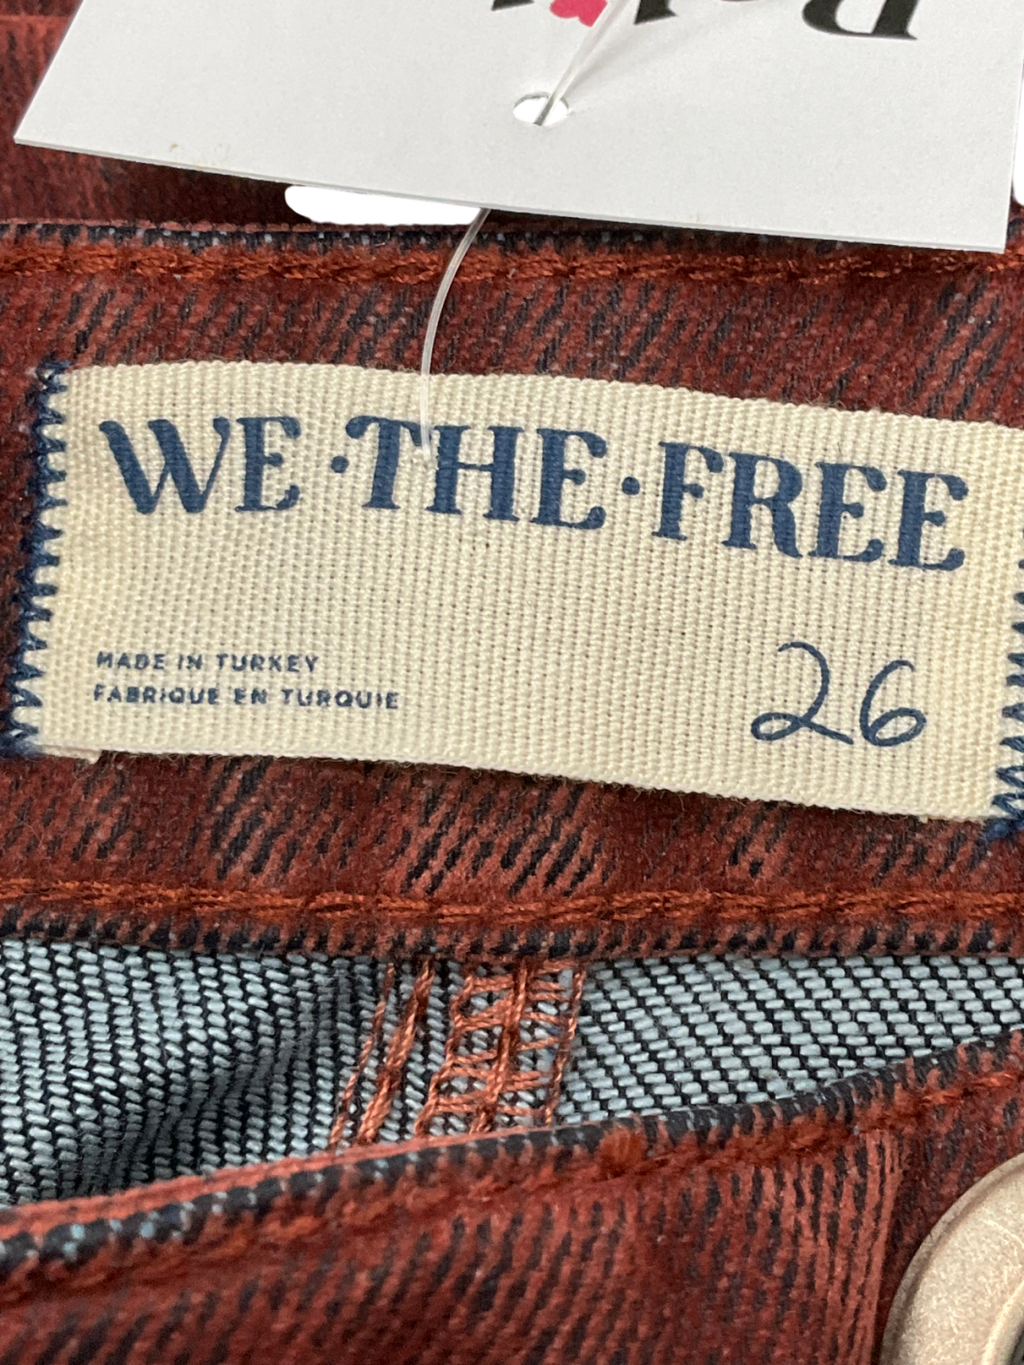 WE·THE·FREE
MADE IN TURKEY
FABRIQUE EN TURQUIE
26